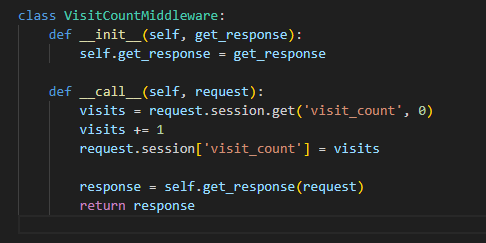 class VisitCountMiddleware:
    def __init__(self, get_response):
        self.get_response = get_response

    def __call__(self, request):
        visits = request.session.get('visit_count', 0)
        visits += 1
        request.session['visit_count'] = visits

        response = self.get_response(request)
        return response